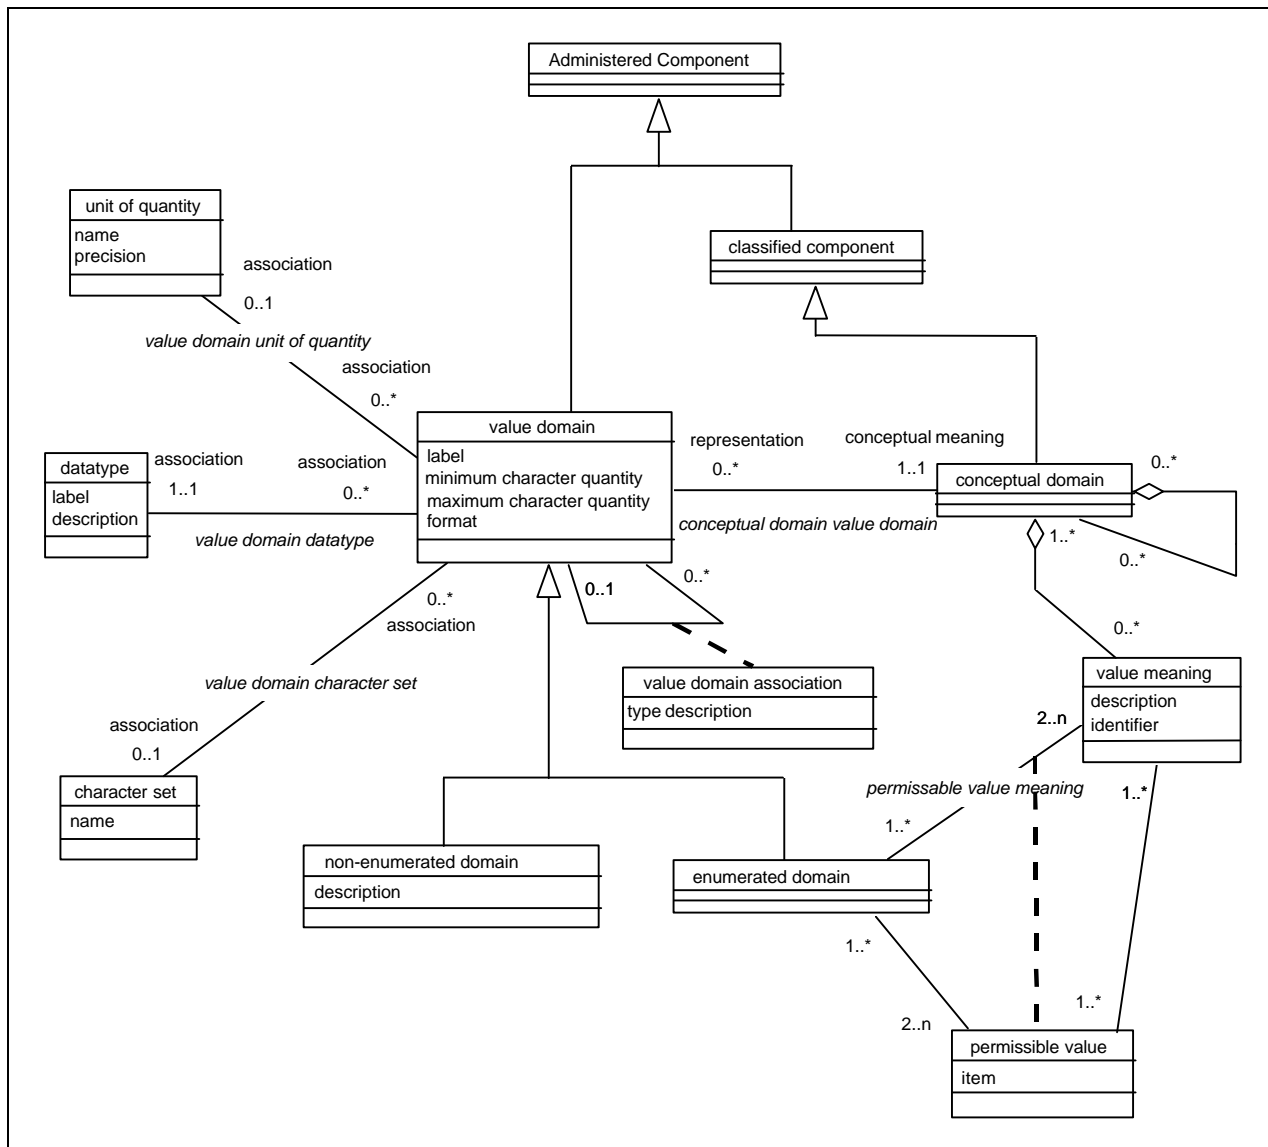 Administered Component
unit of quantity
name
precision
association
0..1
classified component
value domain unit of quantity
association
0..*
value domain
label
minimum character quantity
maximum character quantity
format
representation
0..*
conceptual meaning
1..1
conceptual domain
0..*
datatype
label
description
association
1..1
association
0..*
value domain datatype
conceptual domain value domain
1..*
0..*
0..*
association
0..1
0..*
0..*
value domain character set
value domain association
type description
value meaning
description
identifier
association
0..1
2..n
character set
name
permissable value meaning
1..*
1..*
non-enumerated domain
description
enumerated domain
1..*
2..n
1..*
permissible value
item